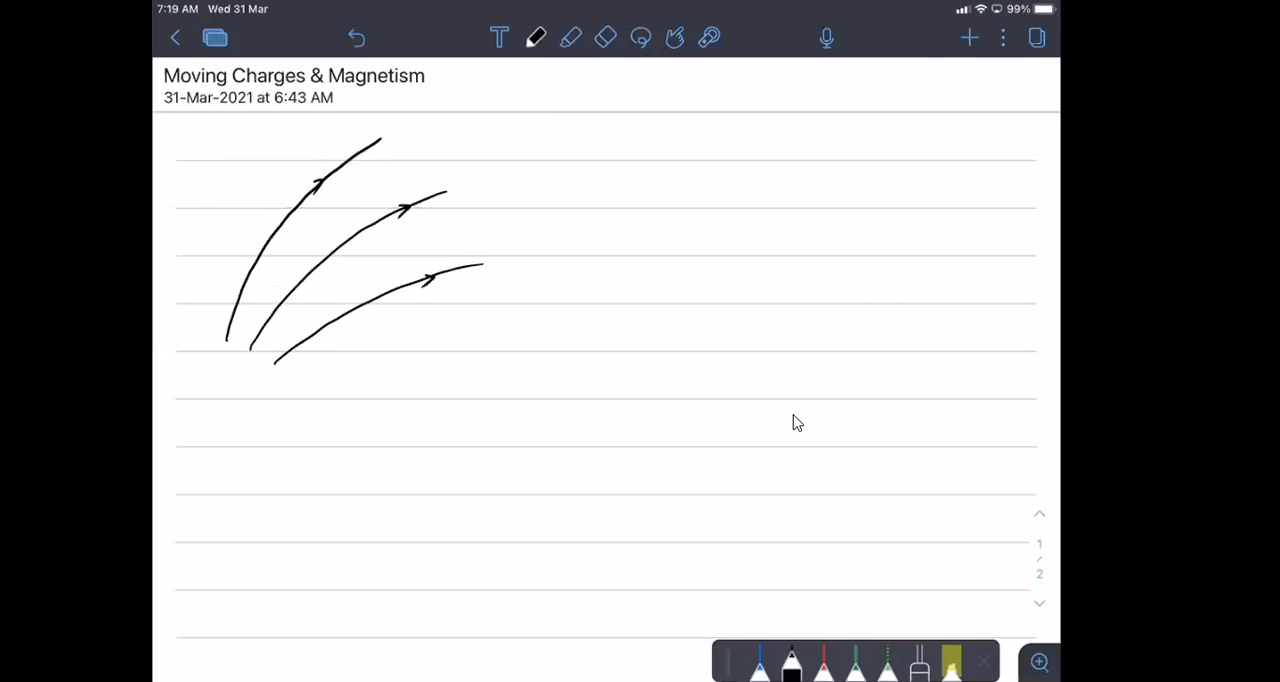 7:19 AM Wed 31 Mar 99%
T
Moving Charges & Magnetism
31-Mar-2021 at 6:43 AM
1
/
2